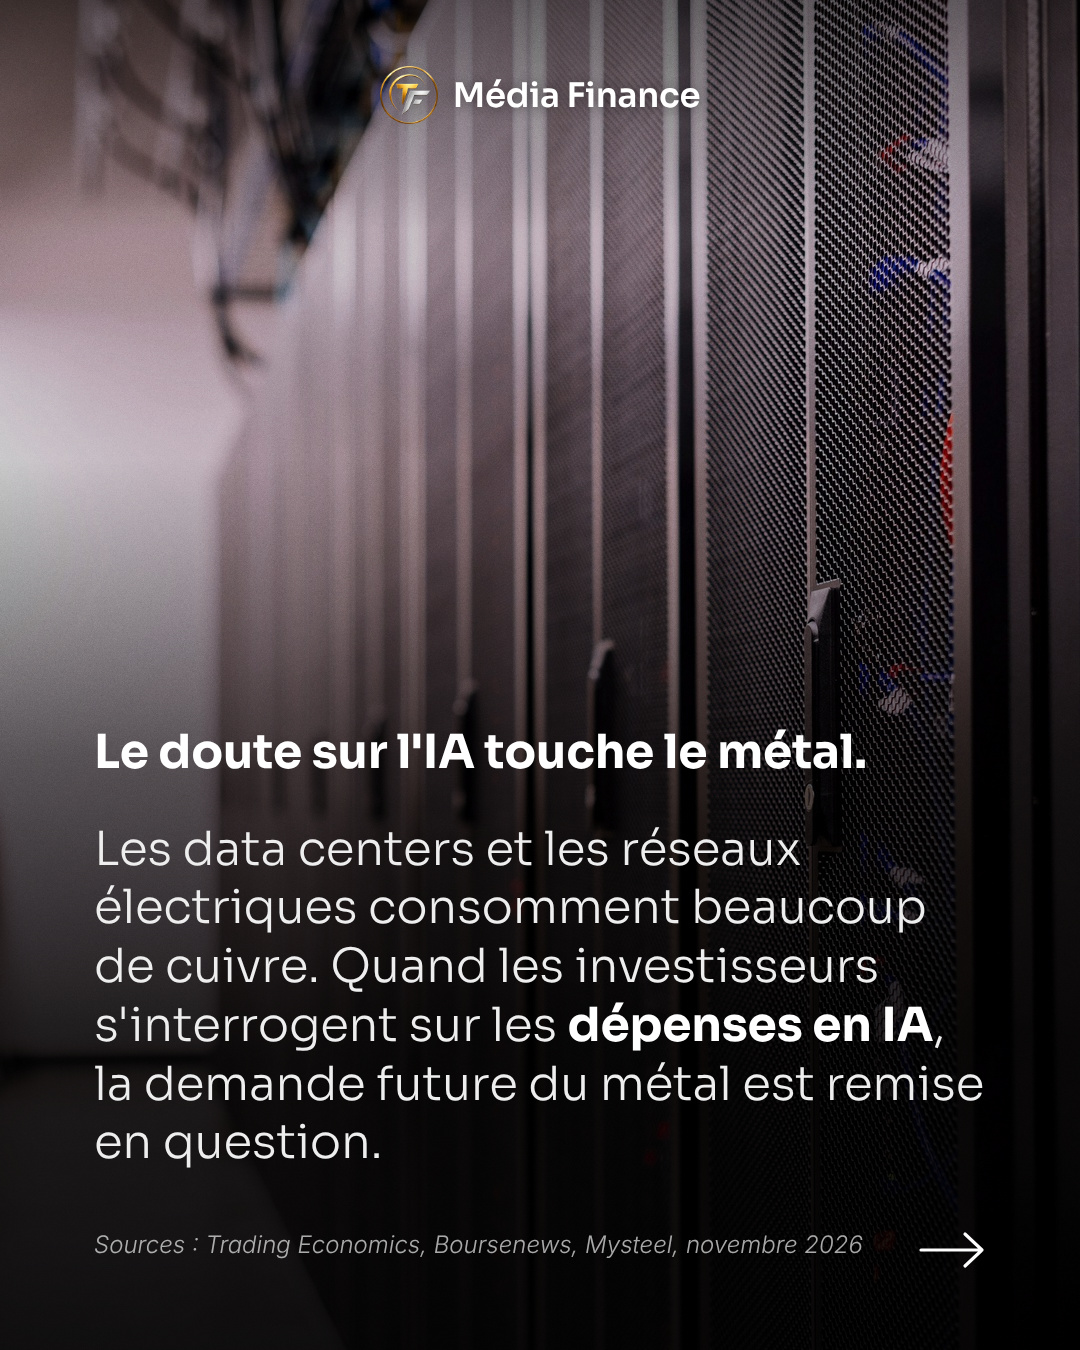 TF Média Finance
Le doute sur l'IA touche le métal.
Les data centers et les réseaux
électriques consomment beaucoup
de cuivre. Quand les investisseurs
s'interrogent sur les dépenses en IA,
la demande future du métal est remise
en question.
Sources : Trading Economics, Boursenews, Mysteel, novembre 2026